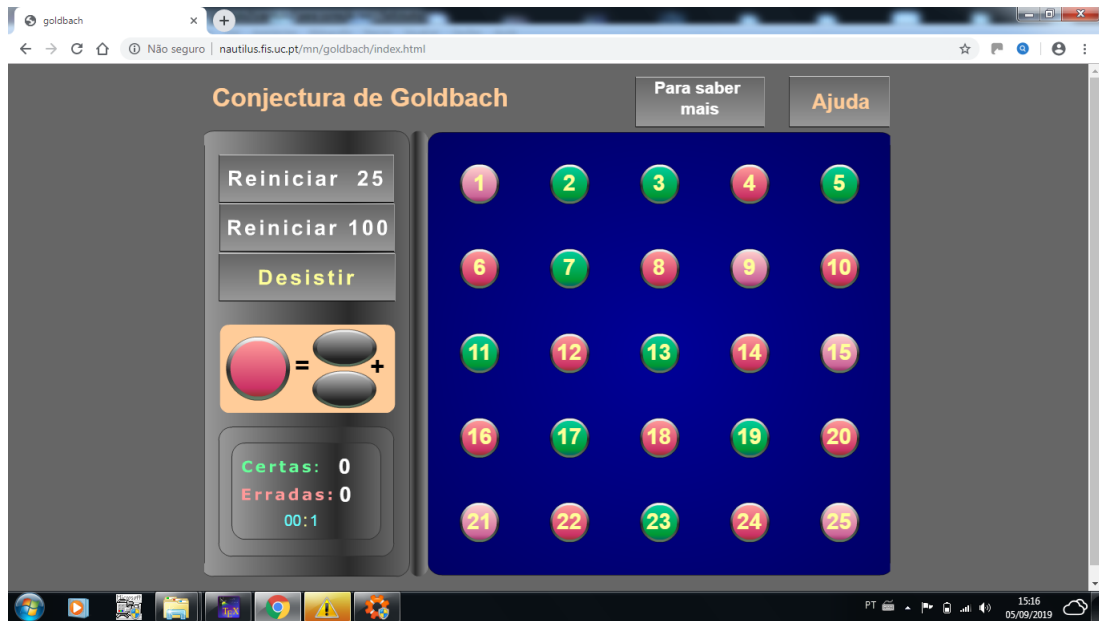 goldbach
Não seguro | nautilus.fis.uc.pt/mn/goldbach/index.html
Conjectura de Goldbach
Para saber
mais
Ajuda
Reiniciar 25
Reiniciar 100
Desistir
= +
Certas: 0
Erradas: 0
00:1
1 2 3 4 5
6 7 8 9 10
11 12 13 14 15
16 17 18 19 20
21 22 23 24 25
TEX
PT
15:16
05/09/2019